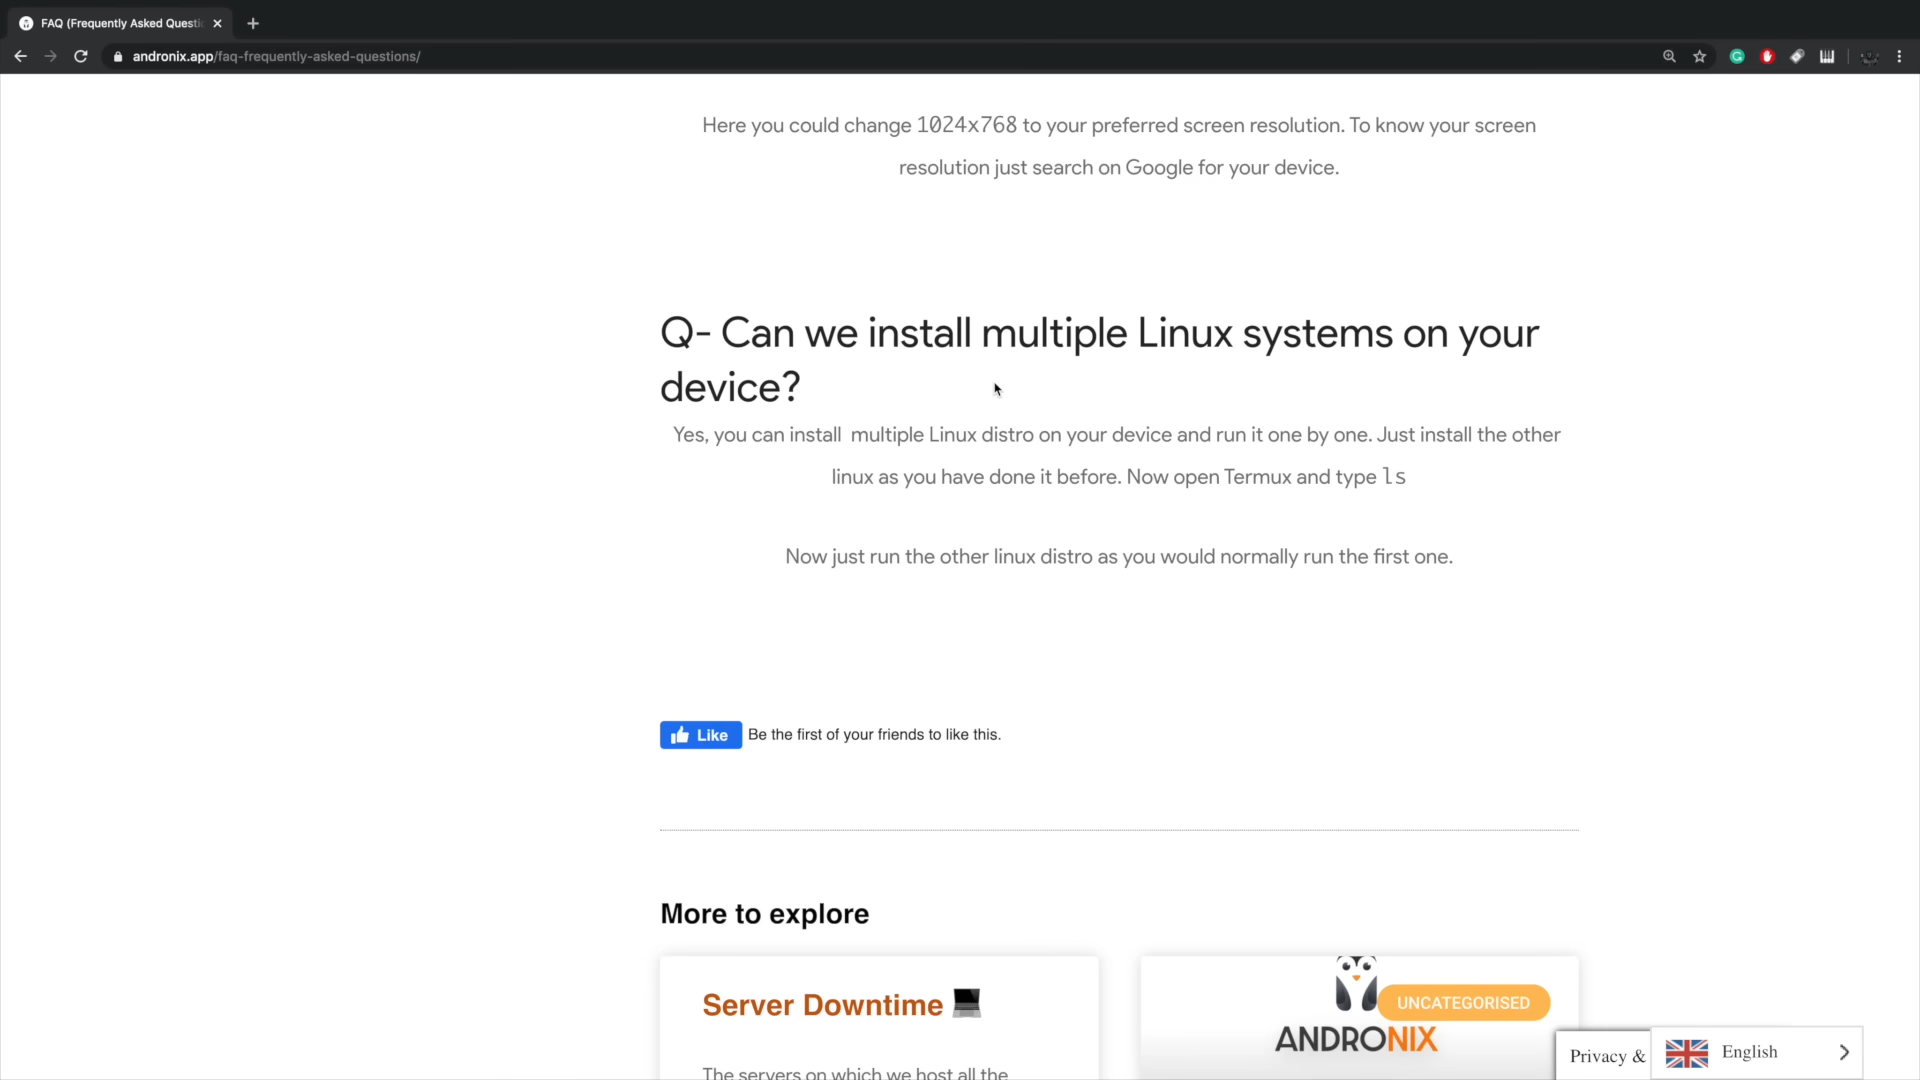 FAQ (Frequently Asked Questi
andronix.app/faq-frequently-asked-questions/
Here you could change 1024x768 to your preferred screen resolution. To know your screen
resolution just search on Google for your device.
Q- Can we install multiple Linux systems on your
device?
Yes, you can install multiple Linux distro on your device and run it one by one. Just install the other
linux as you have done it before. Now open Termux and type ls
Now just run the other linux distro as you would normally run the first one.
Like Be the first of your friends to like this.
More to explore
Server Downtime
The servers on which we host all the
UNCATEGORISED
ANDRONIX
Privacy &
English